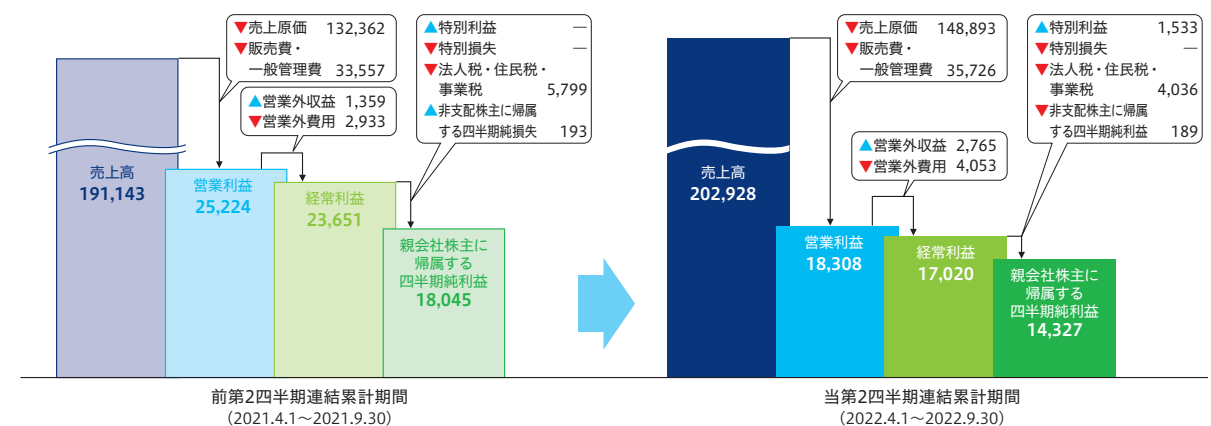 ▼売上原価 132,362
▼販売費・
一般管理費 33,557
▲営業外収益 1,359
▼営業外費用 2,933
▲特別利益 —
▼特別損失 —
▼法人税・住民税・
事業税 5,799
▲非支配株主に帰属
する四半期純損失 193
売上高
191,143
営業利益
25,224
経常利益
23,651
親会社株主に
帰属する
四半期純利益
18,045
前第2四半期連結累計期間
（2021.4.1〜2021.9.30）
▼売上原価 148,893
▼販売費・
一般管理費 35,726
▲営業外収益 2,765
▼営業外費用 4,053
▲特別利益 1,533
▼特別損失 —
▼法人税・住民税・
事業税 4,036
▼非支配株主に帰属
する四半期純利益 189
売上高
202,928
営業利益
18,308
経常利益
17,020
親会社株主に
帰属する
四半期純利益
14,327
当第2四半期連結累計期間
（2022.4.1〜2022.9.30）